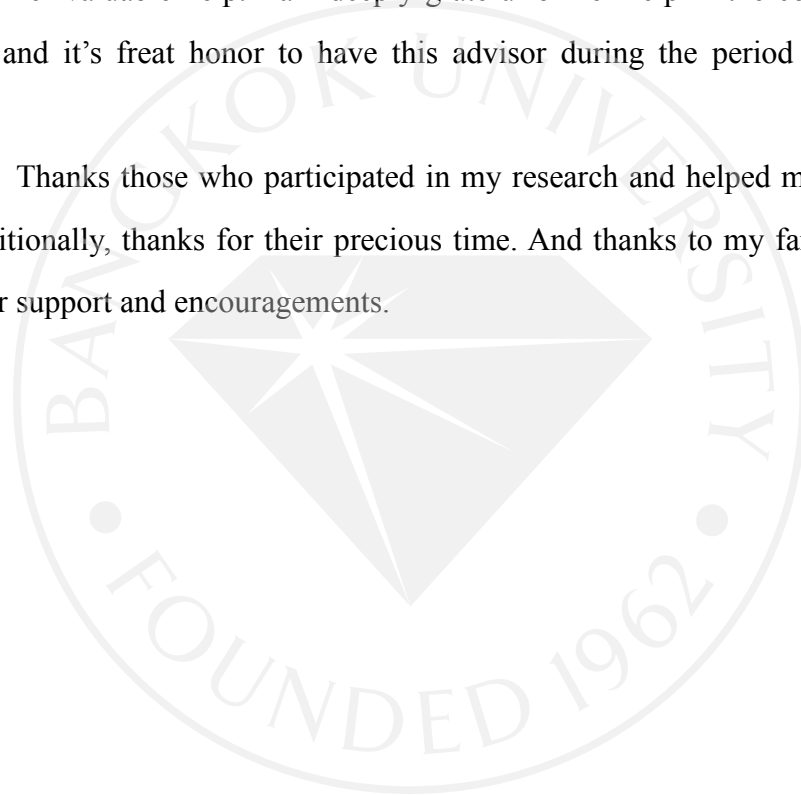 and it's freat honor to have this advisor during the period
Thanks those who participated in my research and helped m
itionally, thanks for their precious time. And thanks to my
r support and encouragements.
BANGKOK UNIVERSITY
FOUNDED 1962